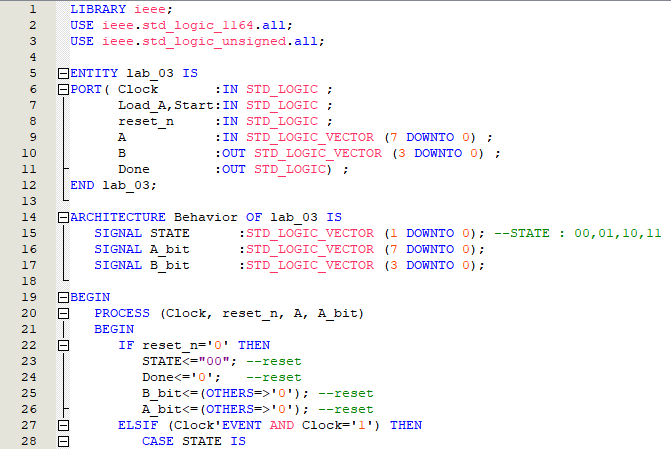 1 LIBRARY ieee;
2 USE ieee.std_logic_1164.all;
3 USE ieee.std_logic_unsigned.all;
4
5 ENTITY lab_03 IS
6 PORT( Clock :IN STD_LOGIC ;
7 Load_A,Start:IN STD_LOGIC ;
8 reset_n :IN STD_LOGIC ;
9 A :IN STD_LOGIC_VECTOR (7 DOWNTO 0) ;
10 B :OUT STD_LOGIC_VECTOR (3 DOWNTO 0) ;
11 Done :OUT STD_LOGIC) ;
12 END lab_03;
13
14 ARCHITECTURE Behavior OF lab_03 IS
15 SIGNAL STATE :STD_LOGIC_VECTOR (1 DOWNTO 0); --STATE : 00,01,10,11
16 SIGNAL A_bit :STD_LOGIC_VECTOR (7 DOWNTO 0);
17 SIGNAL B_bit :STD_LOGIC_VECTOR (3 DOWNTO 0);
18
19 BEGIN
20 PROCESS (Clock, reset_n, A, A_bit)
21 BEGIN
22 IF reset_n='0' THEN
23 STATE<="00"; --reset
24 Done<='0'; --reset
25 B_bit<=(OTHERS=>'0'); --reset
26 A_bit<=(OTHERS=>'0'); --reset
27 ELSIF (Clock'EVENT AND Clock='1') THEN
28 CASE STATE IS